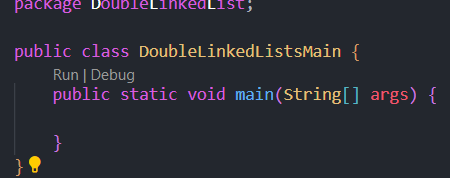 package DoubleLinkedList;
public class DoubleLinkedListsMain {
Run | Debug
public static void main(String[] args) {
}
}